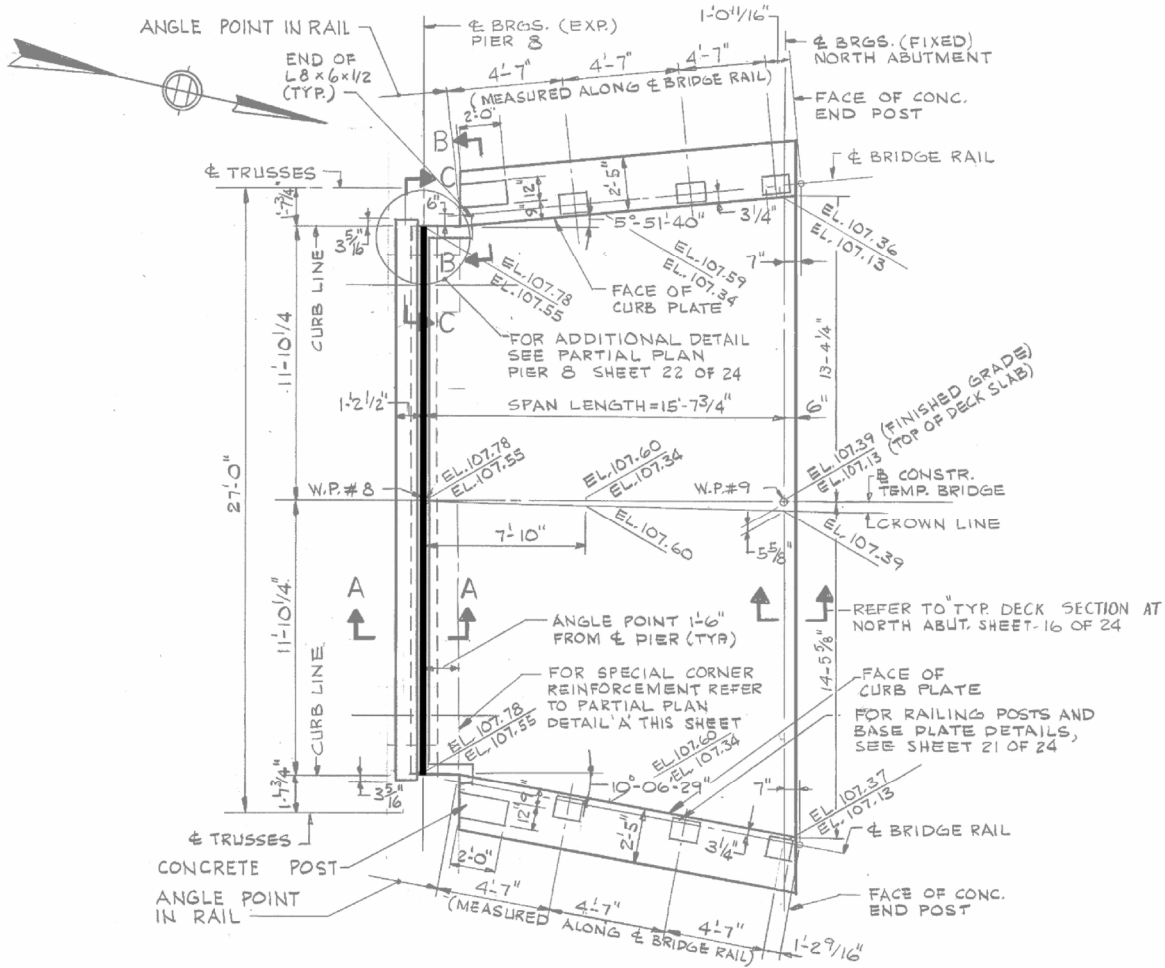 ANGLE POINT IN RAIL
℄ BRGS. (EXP.)
PIER 8
1'-0 11/16"
℄ BRGS. (FIXED)
NORTH ABUTMENT
END OF
L8×6×1/2
(TYP.)
4'-7"
4'-7"
4'-7"
(MEASURED ALONG ℄ BRIDGE RAIL)
FACE OF CONC.
END POST
2'-0"
B
℄ TRUSSES
C
℄ BRIDGE RAIL
1'-7 3/4"
6"
12"
9"
2'-5"
3 1/4"
5°-51'-40"
3 5/16"
EL. 107.36
EL. 107.13
7"
B
EL. 107.78
EL. 107.55
EL. 107.59
EL. 107.34
FACE OF
CURB PLATE
C
CURB LINE
11'-10 1/4"
FOR ADDITIONAL DETAIL
SEE PARTIAL PLAN
PIER 8 SHEET 22 OF 24
13'-4 1/4"
1'-2 1/2"
SPAN LENGTH=15'-7 3/4"
6"
EL. 107.39 (FINISHED GRADE)
EL. 107.13 (TOP OF DECK SLAB)
EL. 107.78
EL. 107.55
EL. 107.60
EL. 107.34
27'-0"
W.P. #8
W.P. #9
B CONSTR.
TEMP. BRIDGE
CROWN LINE
7'-10"
EL. 107.60
5 5/8"
EL. 107.39
11'-10 1/4"
A
A
ANGLE POINT 1'-6"
FROM ℄ PIER (TYP.)
REFER TO "TYP. DECK SECTION AT
NORTH ABUT. SHEET-16 OF 24
14'-5 5/8"
CURB LINE
FOR SPECIAL CORNER
REINFORCEMENT REFER
TO PARTIAL PLAN
DETAIL 'A' THIS SHEET
FACE OF
CURB PLATE
FOR RAILING POSTS AND
BASE PLATE DETAILS,
SEE SHEET 21 OF 24
EL. 107.78
EL. 107.55
EL. 107.60
EL. 107.34
10°-06'-29"
7"
EL. 107.37
EL. 107.13
1'-7 3/4"
3 5/16"
9"
12"
2'-5"
3 1/4"
℄ TRUSSES
℄ BRIDGE RAIL
CONCRETE POST
2'-0"
ANGLE POINT
IN RAIL
4'-7"
4'-7"
4'-7"
(MEASURED ALONG ℄ BRIDGE RAIL)
1'-2 9/16"
FACE OF CONC.
END POST